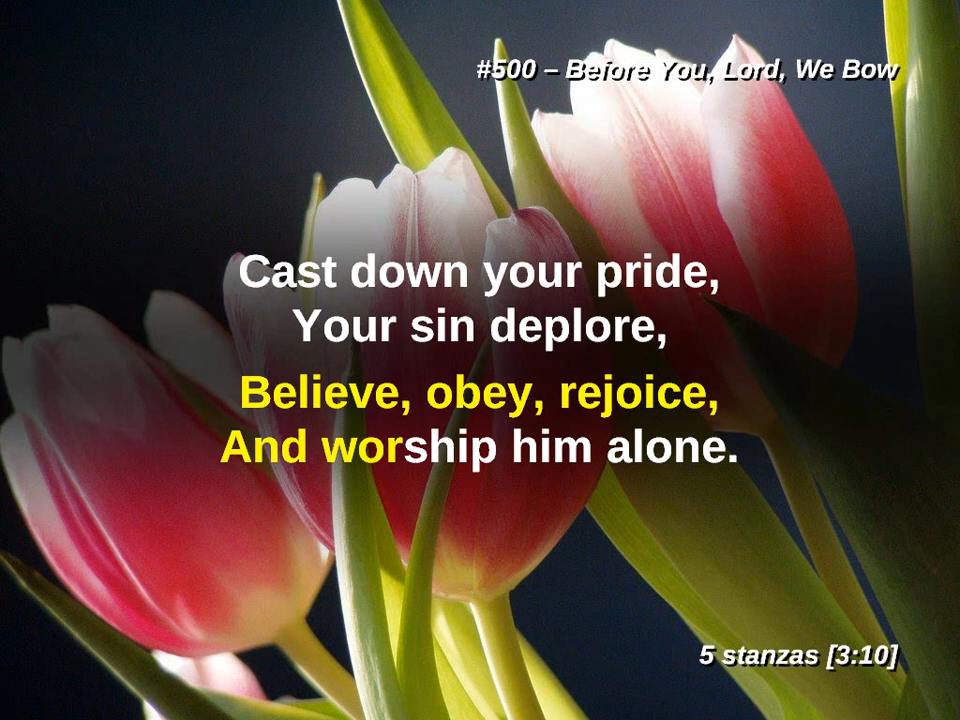 #500 – Before You, Lord, We Bow
Cast down your pride,
Your sin deplore,
Believe, obey, rejoice,
And worship him alone.
5 stanzas [3:10]